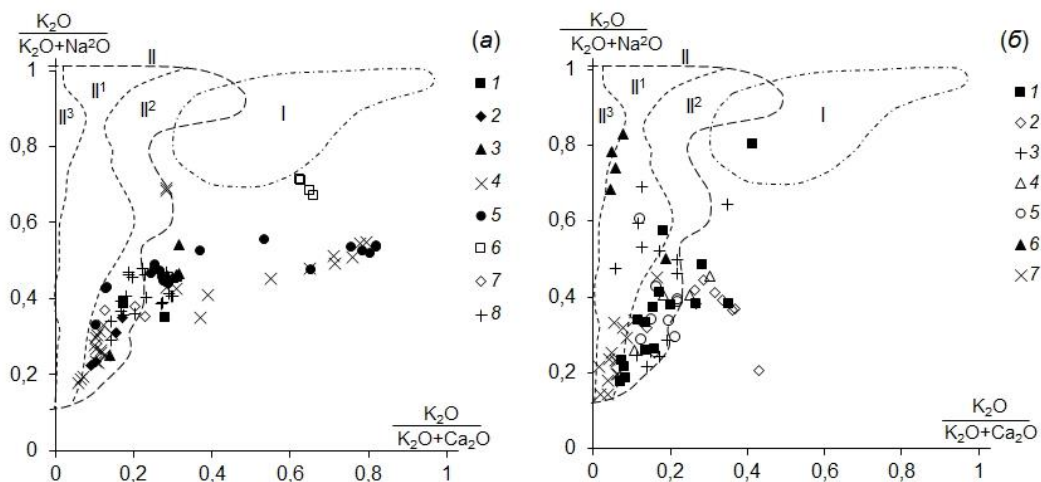 K₂O
K₂O+Na²O
(а)
1
0,8
0,6
0,4
0,2
0
0
0,2
0,4
0,6
0,8
1
K₂O
K₂O+Ca₂O
II
II¹
II²
II³
I
1
2
3
4
5
6
7
8
K₂O
K₂O+Na²O
(б)
1
0,8
0,6
0,4
0,2
0
0
0,2
0,4
0,6
0,8
1
K₂O
K₂O+Ca₂O
II
II¹
II²
II³
I
1
2
3
4
5
6
7